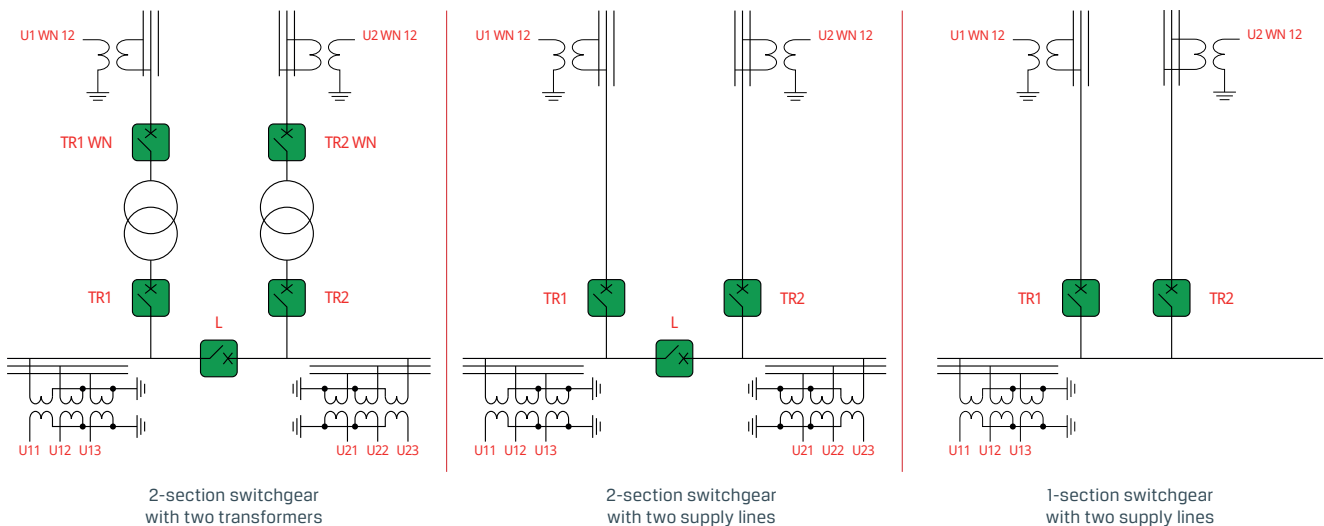 U1 WN 12
U2 WN 12
TR1 WN
TR2 WN
TR1
TR2
L
U11 U12 U13
U21 U22 U23
2-section switchgear
with two transformers
U1 WN 12
U2 WN 12
TR1
TR2
L
U11 U12 U13
U21 U22 U23
2-section switchgear
with two supply lines
U1 WN 12
U2 WN 12
TR1
TR2
U11 U12 U13
1-section switchgear
with two supply lines